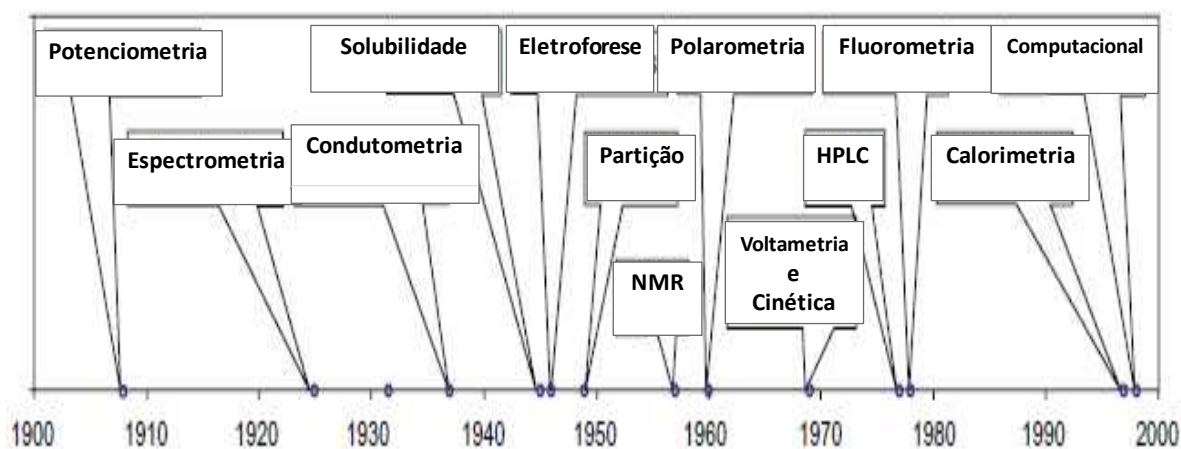 Potenciometria
Solubilidade
Eletroforese
Polarometria
Fluorometria
Computacional
Espectrometria
Condutometria
Partição
HPLC
Calorimetria
NMR
Voltametria
e
Cinética
1900 1910 1920 1930 1940 1950 1960 1970 1980 1990 2000